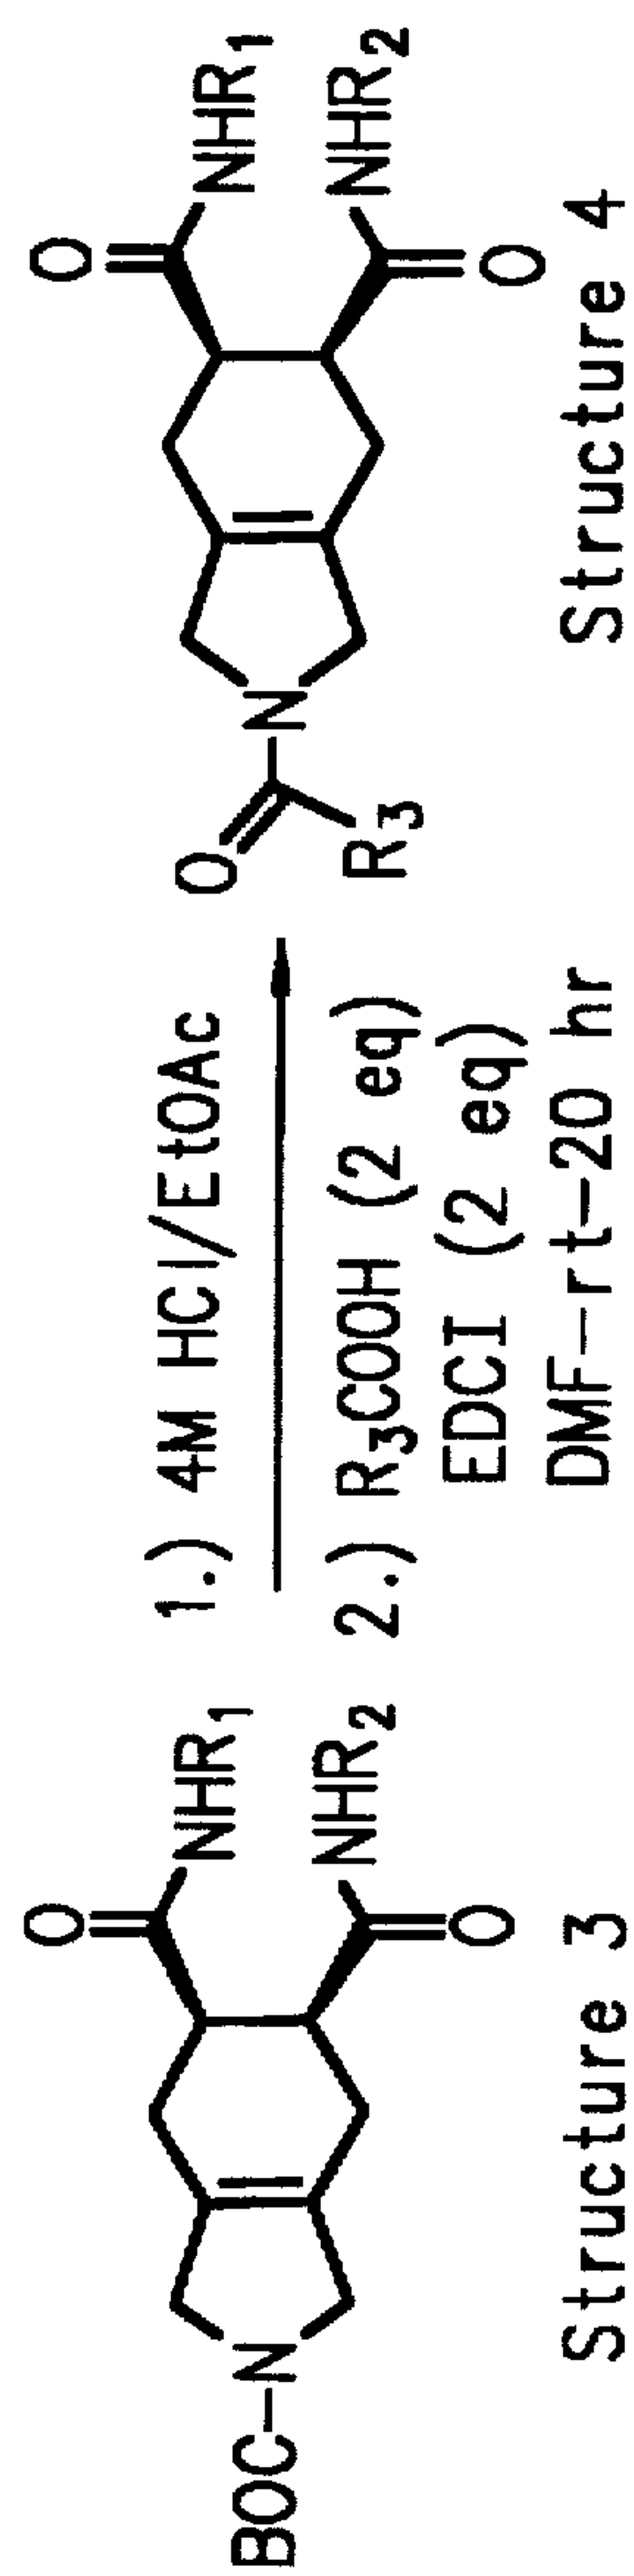 BOC-N
O
NHR1
NHR2
O
Structure 3
1.) 4M HCl/EtOAc
2.) R3COOH (2 eq)
EDCI (2 eq)
DMF-rt-20 hr
O
R3
N
O
NHR1
NHR2
O
Structure 4